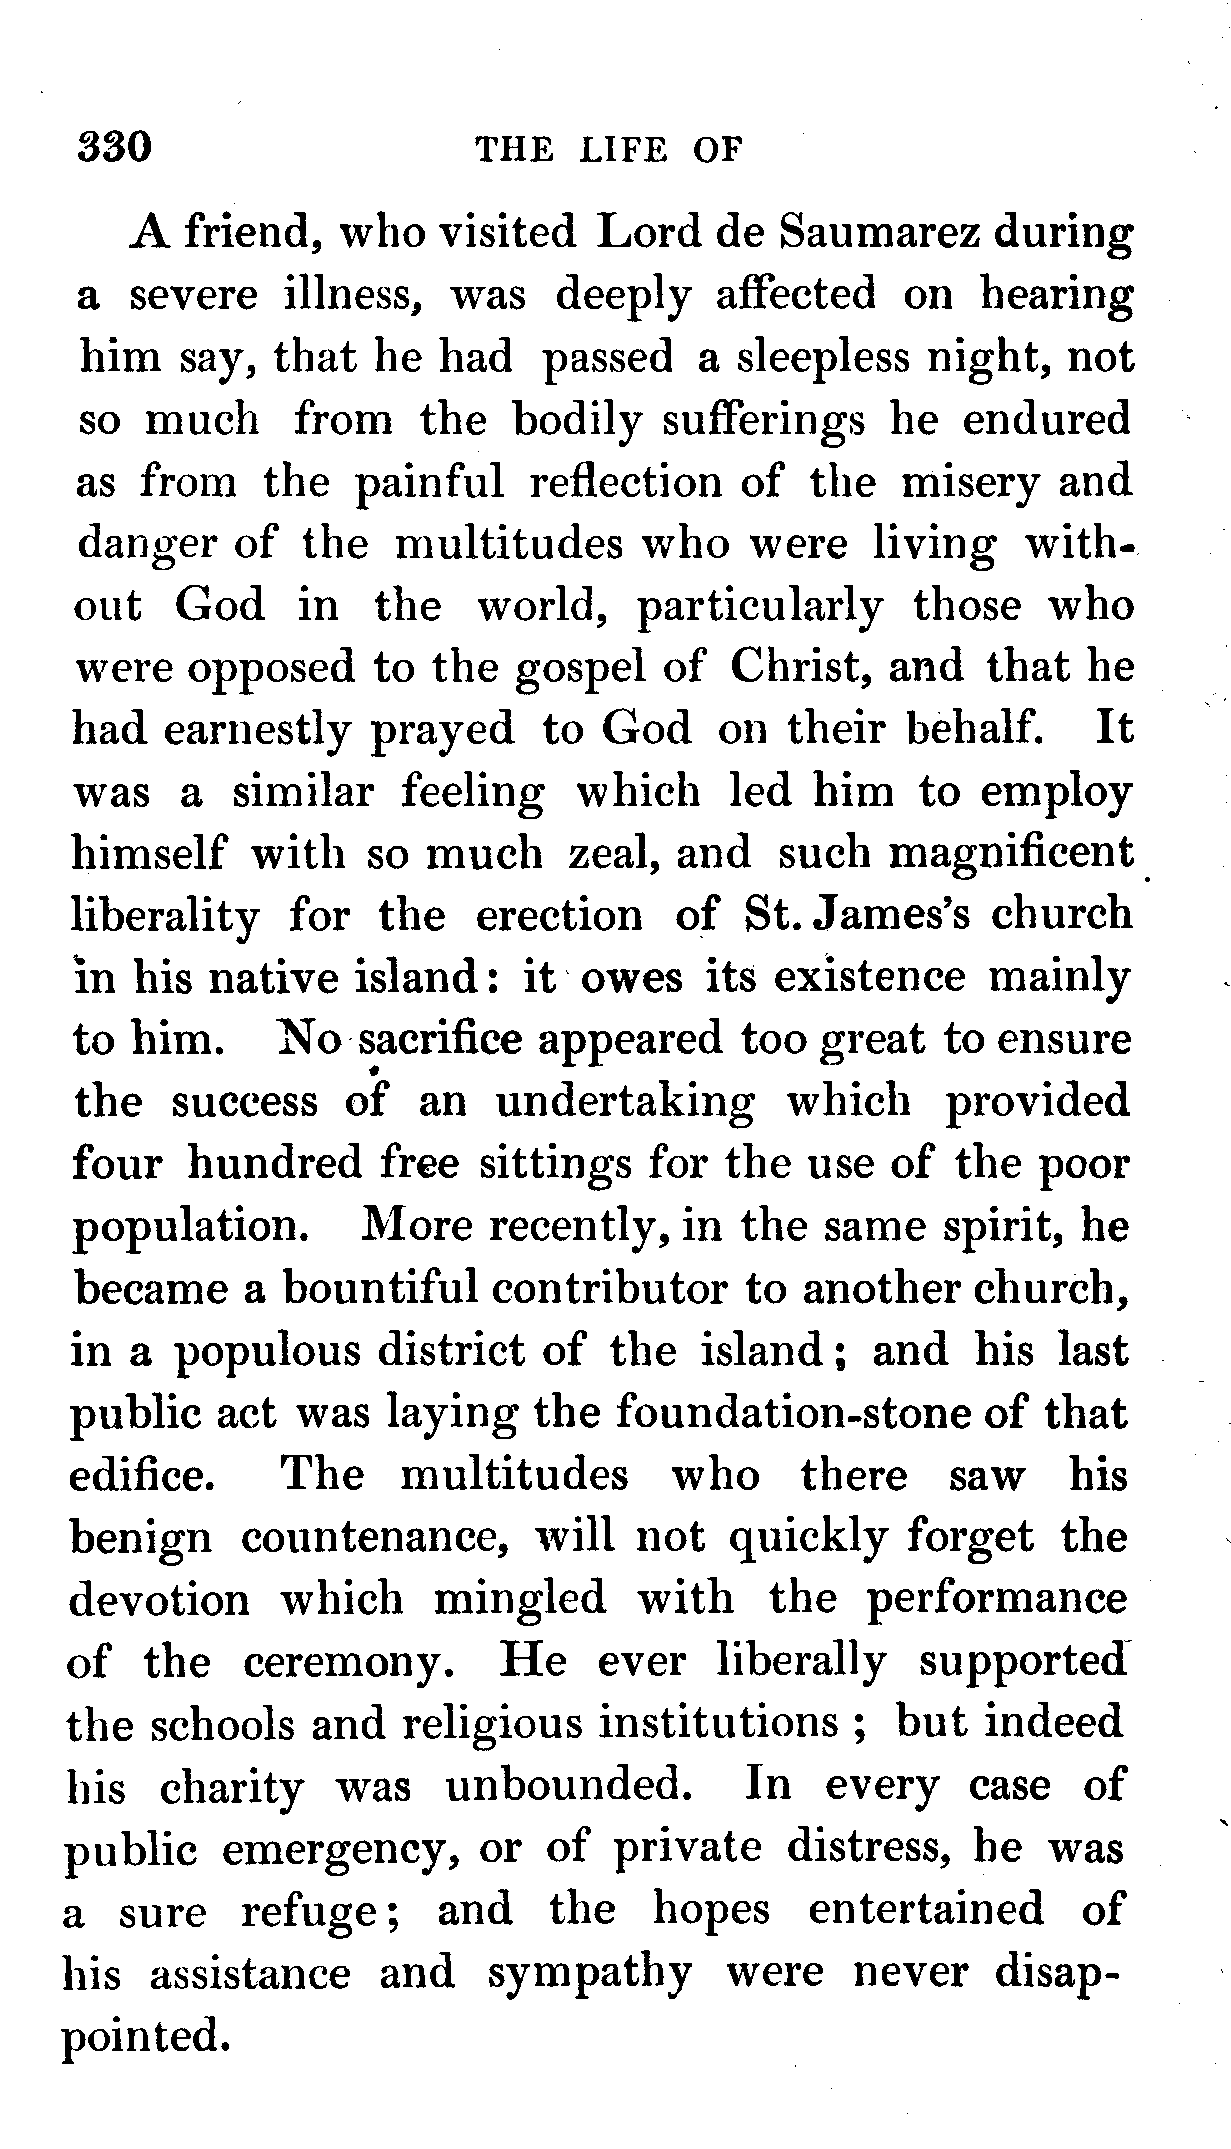 330 THE LIFE OF
A friend, who visited Lord de Saumarez during
a severe illness, was deeply affected on hearing
him say, that he had passed a sleepless night, not
so much from the bodily sufferings he endured
as from the painful reflection of the misery and
danger of the multitudes who were living with-
out God in the world, particularly those who
were opposed to the gospel of Christ, and that he
had earnestly prayed to God on their behalf. It
was a similar feeling which led him to employ
himself with so much zeal, and such magnificent
liberality for the erection of St. James's church
in his native island: it owes its existence mainly
to him. No sacrifice appeared too great to ensure
the success of an undertaking which provided
four hundred free sittings for the use of the poor
population. More recently, in the same spirit, he
became a bountiful contributor to another church,
in a populous district of the island; and his last
public act was laying the foundation-stone of that
edifice. The multitudes who there saw his
benign countenance, will not quickly forget the
devotion which mingled with the performance
of the ceremony. He ever liberally supported
the schools and religious institutions; but indeed
his charity was unbounded. In every case of
public emergency, or of private distress, he was
a sure refuge; and the hopes entertained of
his assistance and sympathy were never disap-
pointed.